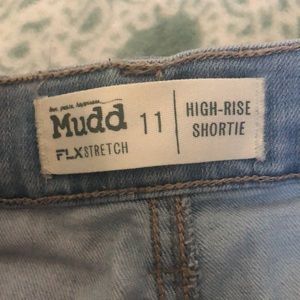 Mudd
FLXSTRETCH
11
HIGH-RISE
SHORTIE